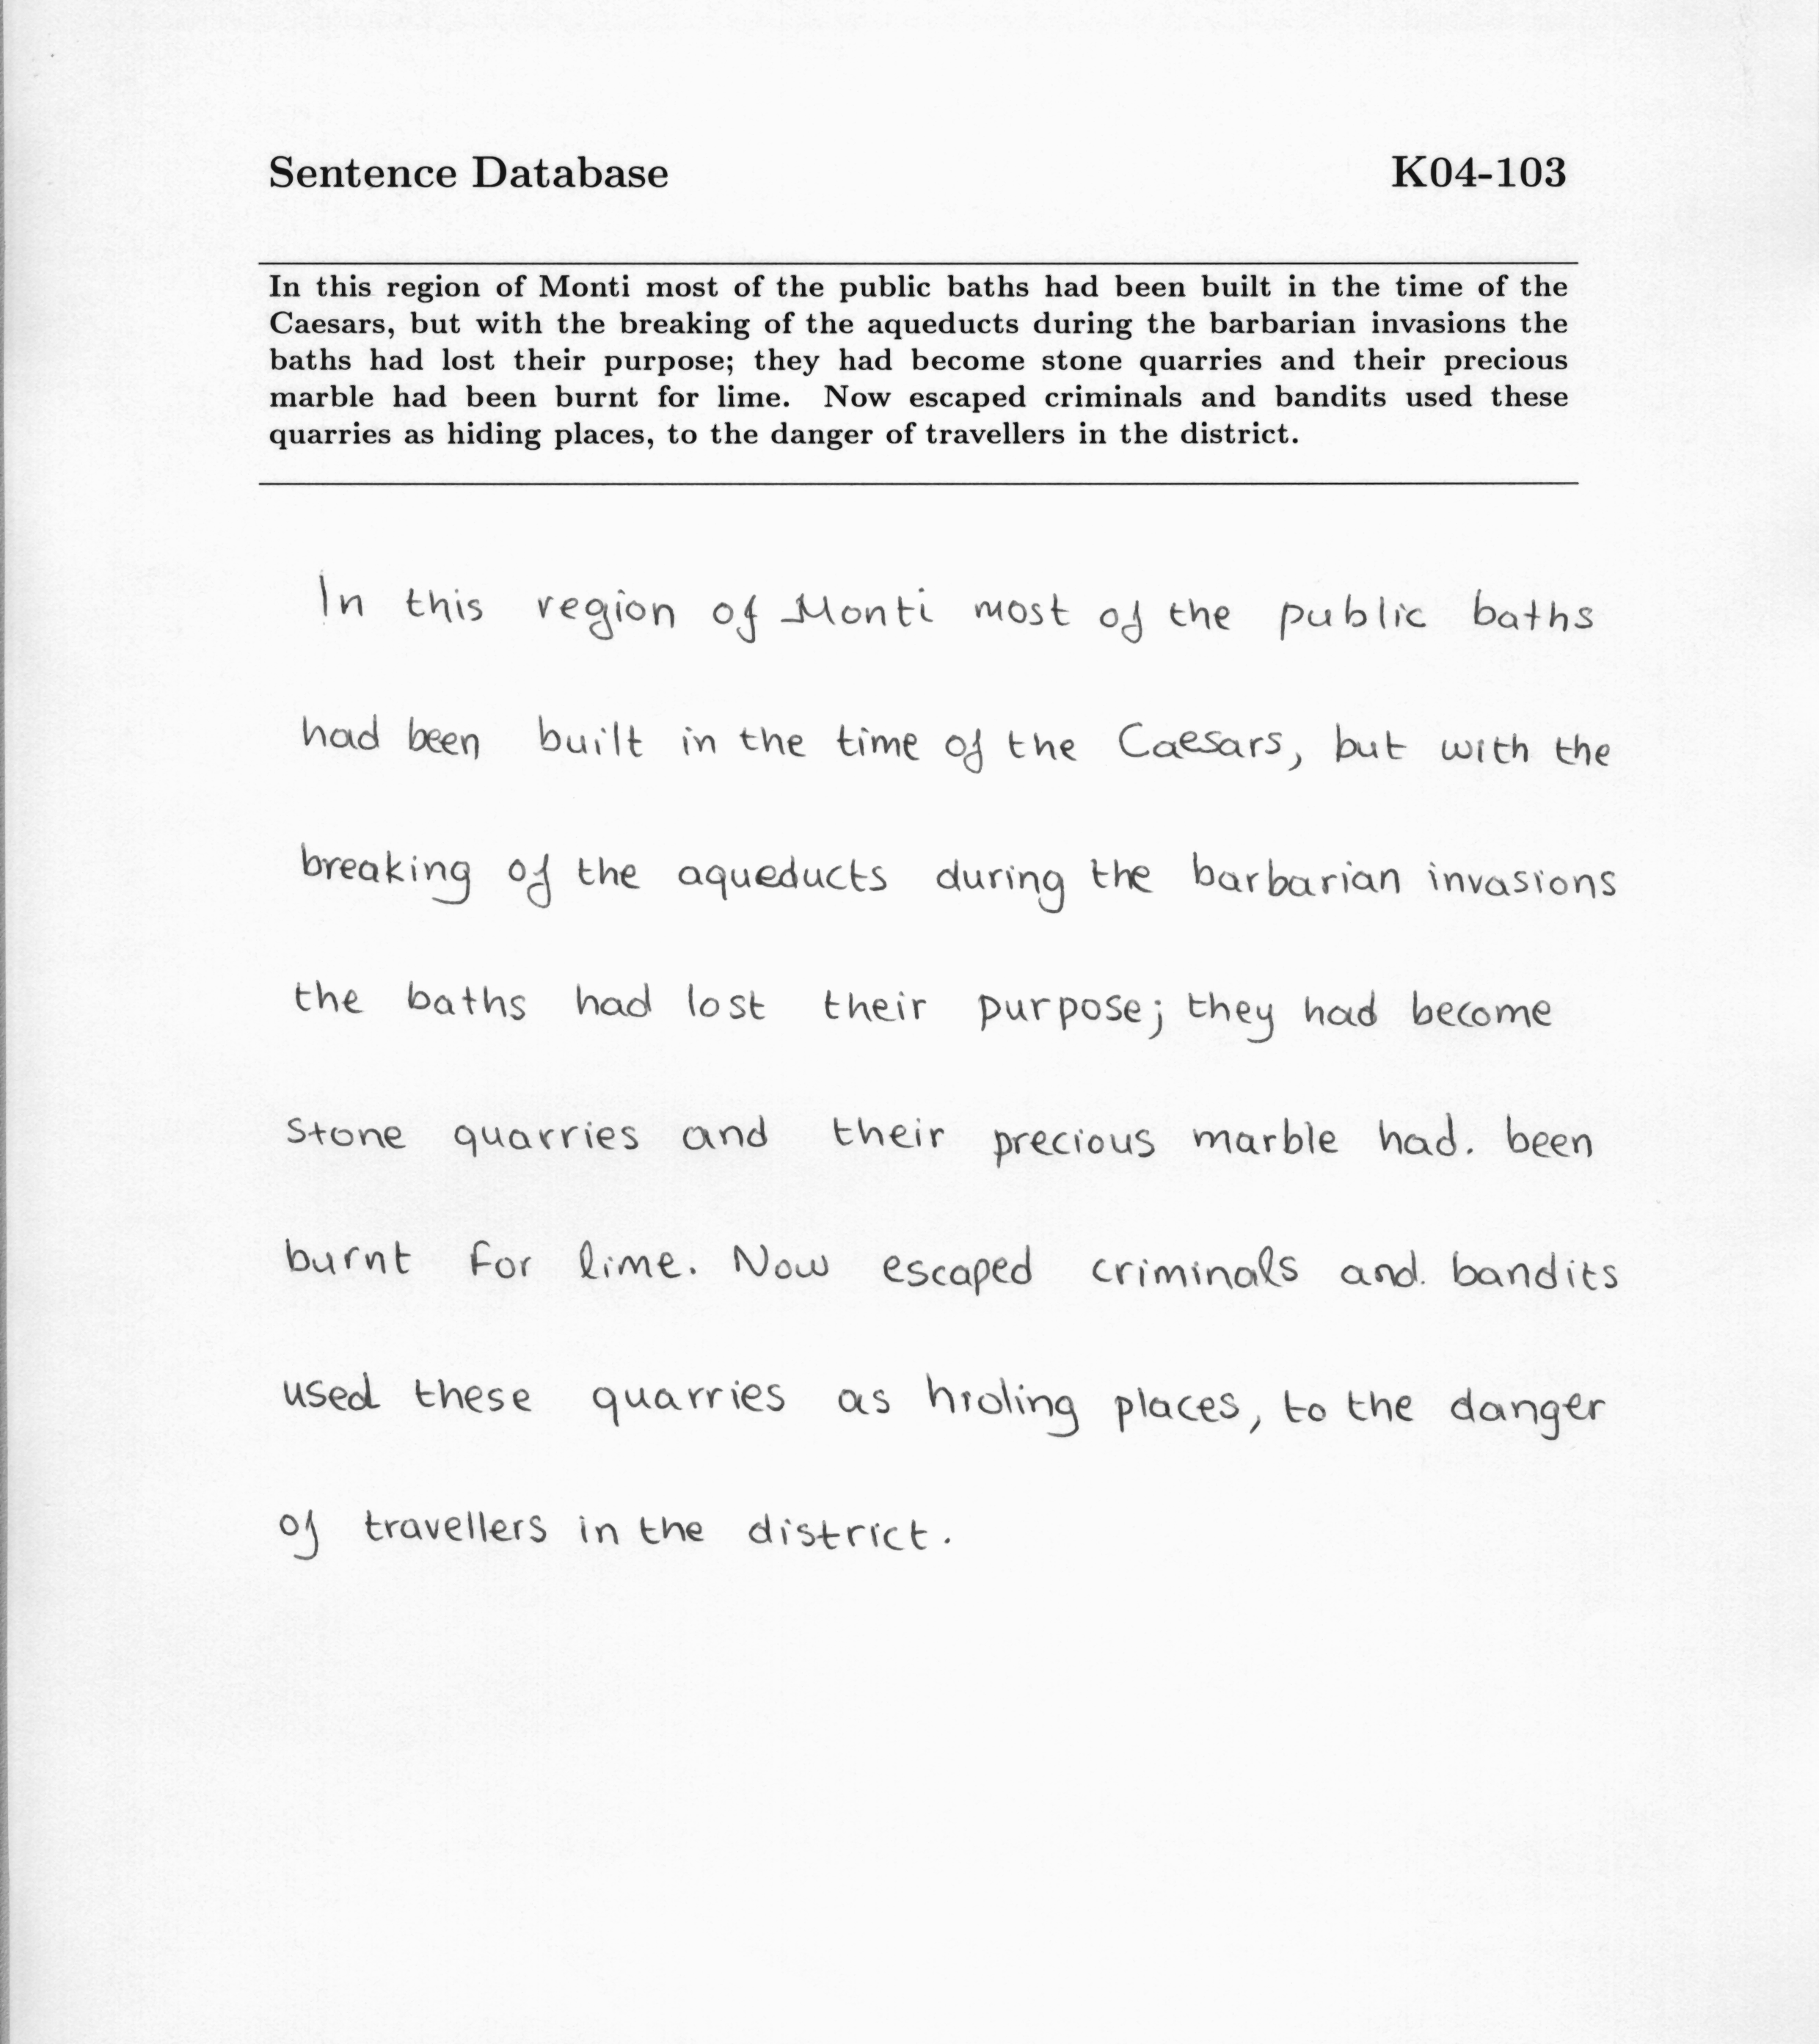 Sentence Database K04-103
In this region of Monti most of the public baths had been built in the time of the
Caesars, but with the breaking of the aqueducts during the barbarian invasions the
baths had lost their purpose; they had become stone quarries and their precious
marble had been burnt for lime. Now escaped criminals and bandits used these
quarries as hiding places, to the danger of travellers in the district.
In this region of Monti most of the public baths
had been built in the time of the Caesars, but with the
breaking of the aqueducts during the barbarian invasions
the baths had lost their purpose; they had become
stone quarries and their precious marble had. been
burnt for lime. Now escaped criminals and. bandits
used these quarries as hiding places, to the danger
of travellers in the district.